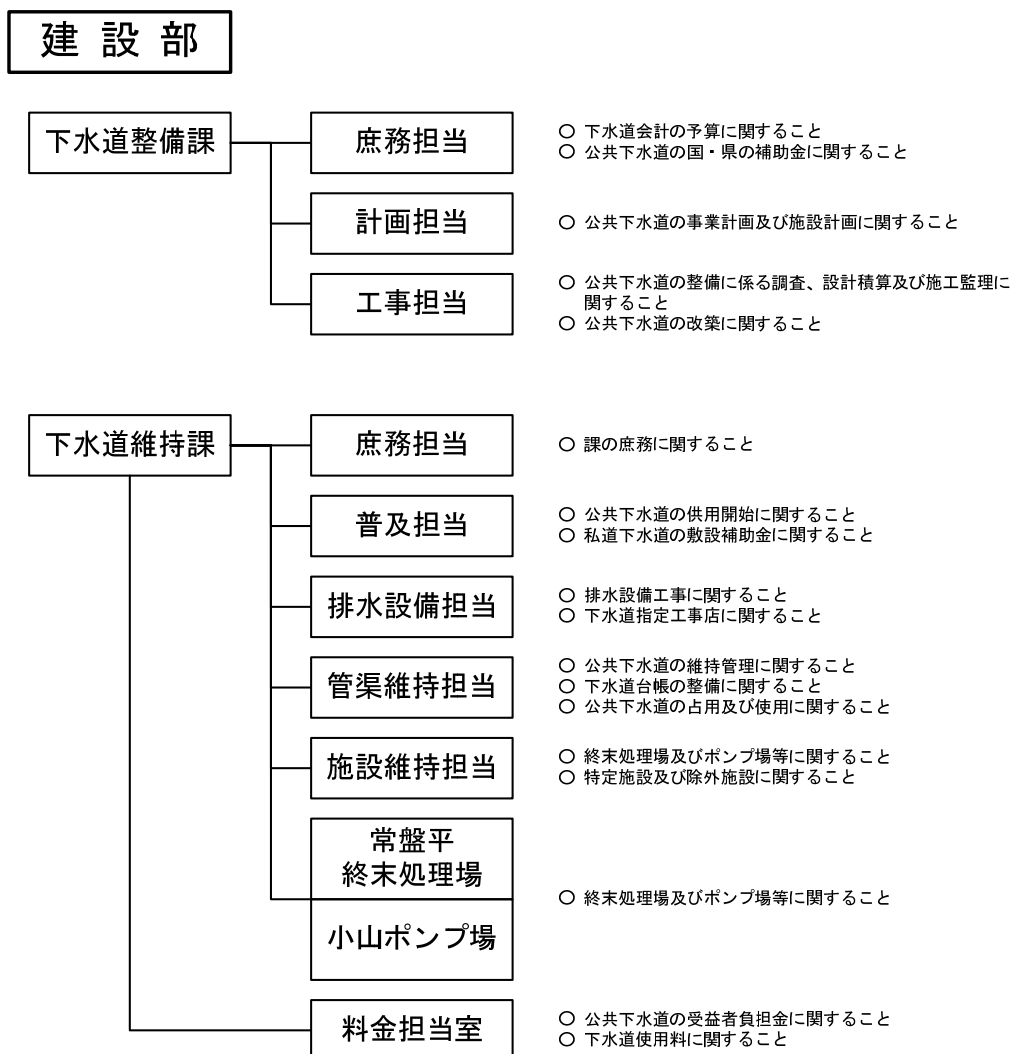 建設部
下水道整備課
庶務担当
○ 下水道会計の予算に関すること
○ 公共下水道の国・県の補助金に関すること
計画担当
○ 公共下水道の事業計画及び施設計画に関すること
工事担当
○ 公共下水道の整備に係る調査、設計積算及び施工監理に
関すること
○ 公共下水道の改築に関すること
下水道維持課
庶務担当
○ 課の庶務に関すること
普及担当
○ 公共下水道の供用開始に関すること
○ 私道下水道の敷設補助金に関すること
排水設備担当
○ 排水設備工事に関すること
○ 下水道指定工事店に関すること
管渠維持担当
○ 公共下水道の維持管理に関すること
○ 下水道台帳の整備に関すること
○ 公共下水道の占用及び使用に関すること
施設維持担当
○ 終末処理場及びポンプ場等に関すること
○ 特定施設及び除外施設に関すること
常盤平
終末処理場
小山ポンプ場
○ 終末処理場及びポンプ場等に関すること
料金担当室
○ 公共下水道の受益者負担金に関すること
○ 下水道使用料に関すること